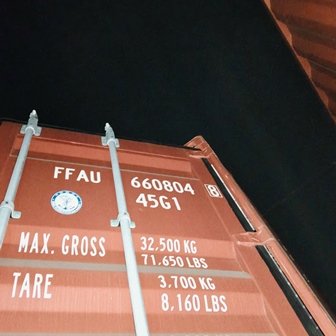 FFAU 660804 8
45G1
MAX. GROSS 32,500 KG
71,650 LBS
TARE 3,700 KG
8,160 LBS